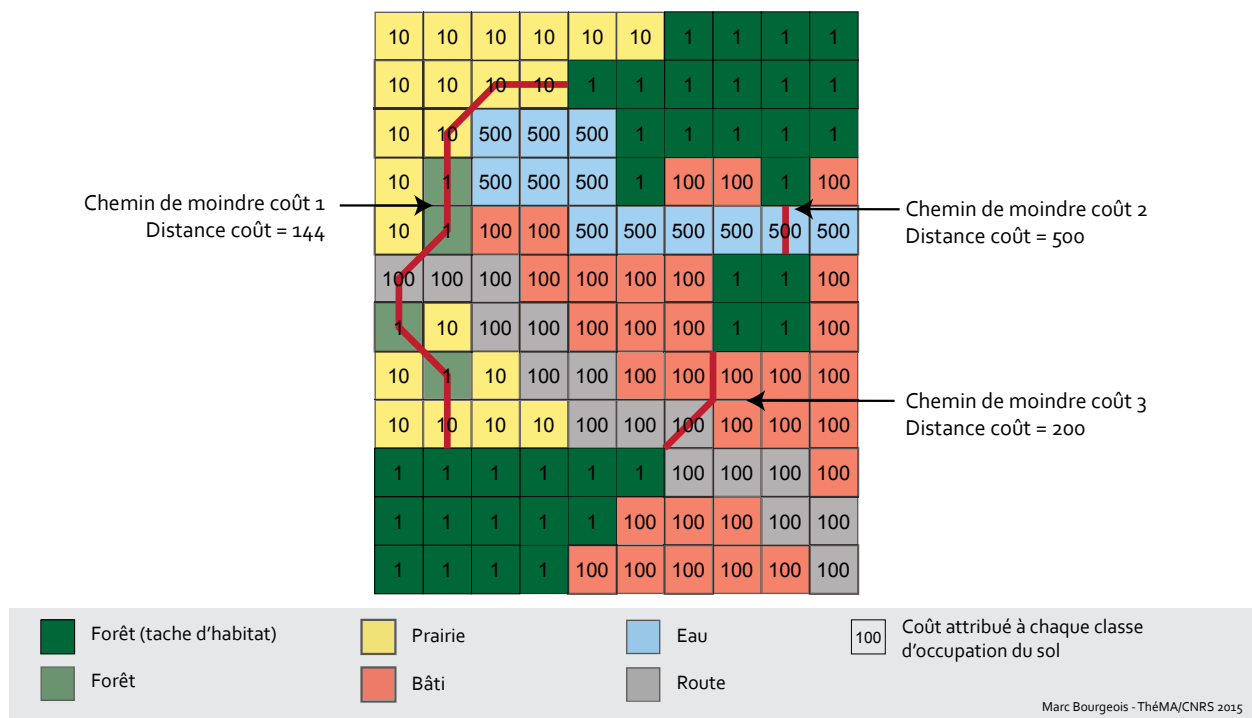 10 10 10 10 10 10 1 1 1 1
10 10 10 10 1 1 1 1 1 1
10 10 500 500 500 1 1 1 1 1
10 1 500 500 500 1 100 100 1 100
10 1 100 100 500 500 500 500 500 500
100 100 100 100 100 100 100 1 1 100
1 10 100 100 100 100 100 1 1 100
10 1 10 100 100 100 100 100 100 100
10 10 10 10 100 100 100 100 100 100
1 1 1 1 1 1 100 100 100 100
1 1 1 1 1 100 100 100 100 100
1 1 1 1 100 100 100 100 100 100
Chemin de moindre coût 1
Distance coût = 144
Chemin de moindre coût 2
Distance coût = 500
Chemin de moindre coût 3
Distance coût = 200
Forêt (tache d'habitat)
Forêt
Prairie
Bâti
Eau
Route
100
Coût attribué à chaque classe
d'occupation du sol
Marc Bourgeois - ThéMA/CNRS 2015